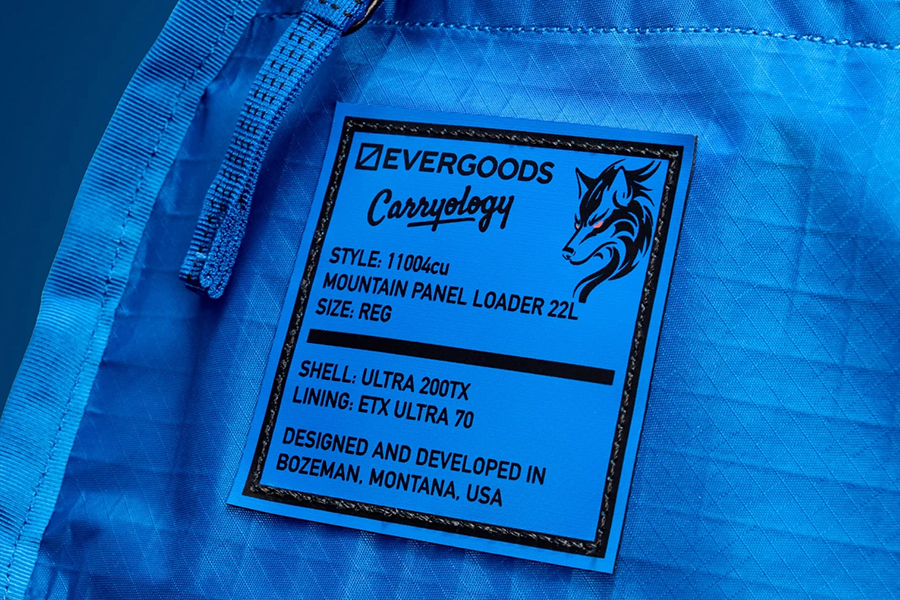 EVERGOODS
Carryology
STYLE: 11004cu
MOUNTAIN PANEL LOADER 22L
SIZE: REG
SHELL: ULTRA 200TX
LINING: ETX ULTRA 70
DESIGNED AND DEVELOPED IN
BOZEMAN, MONTANA, USA